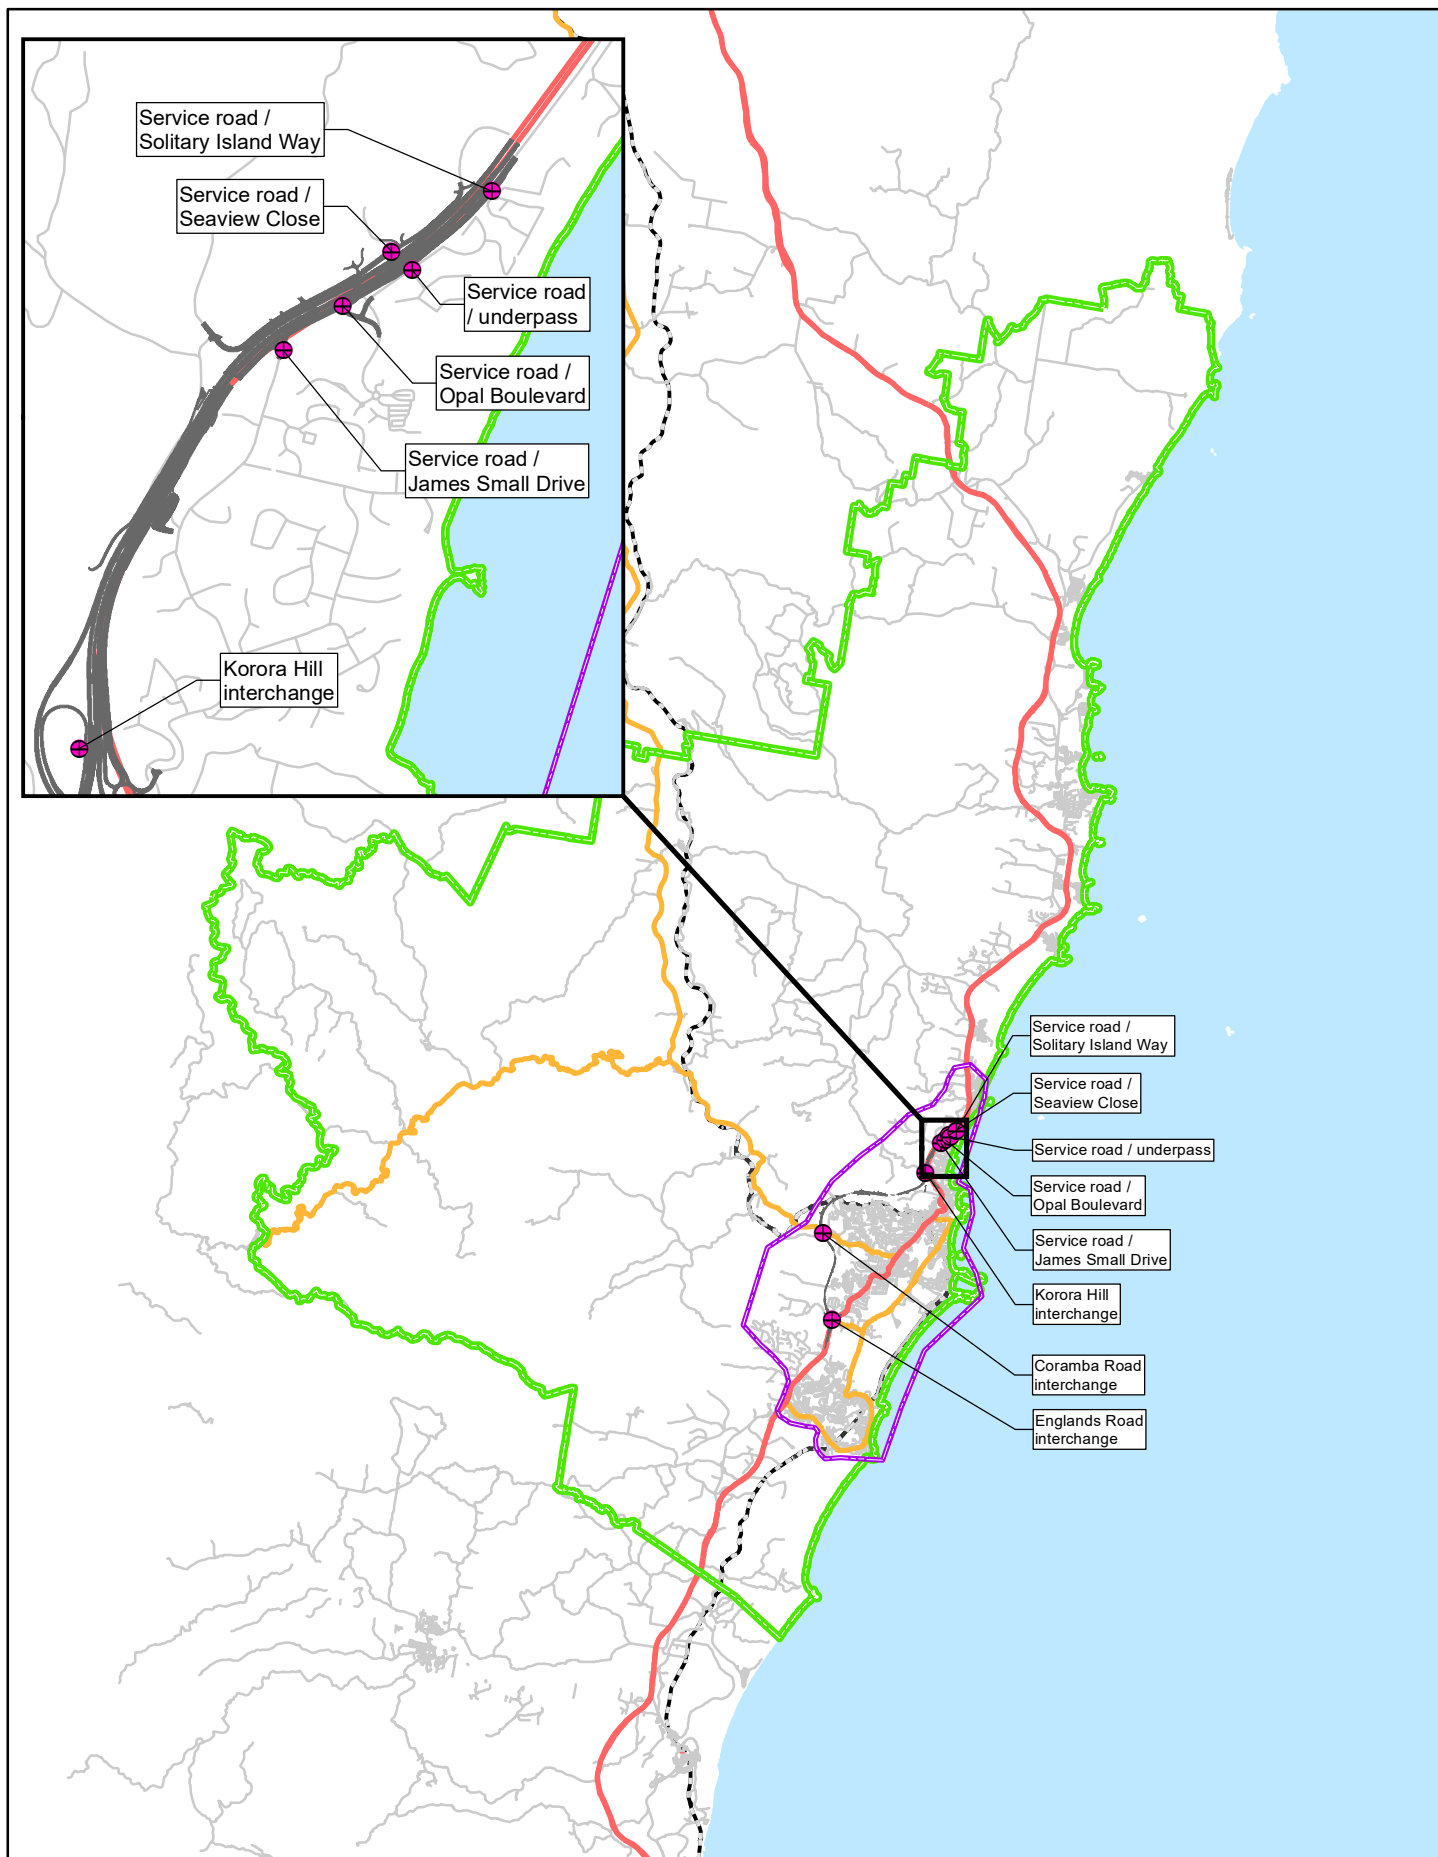 Service road /
Solitary Island Way
Service road /
Seaview Close
Service road
/ underpass
Service road /
Opal Boulevard
Service road /
James Small Drive
Korora Hill
interchange
Service road /
Solitary Island Way
Service road /
Seaview Close
Service road / underpass
Service road /
Opal Boulevard
Service road /
James Small Drive
Korora Hill
interchange
Coramba Road
interchange
Englands Road
interchange